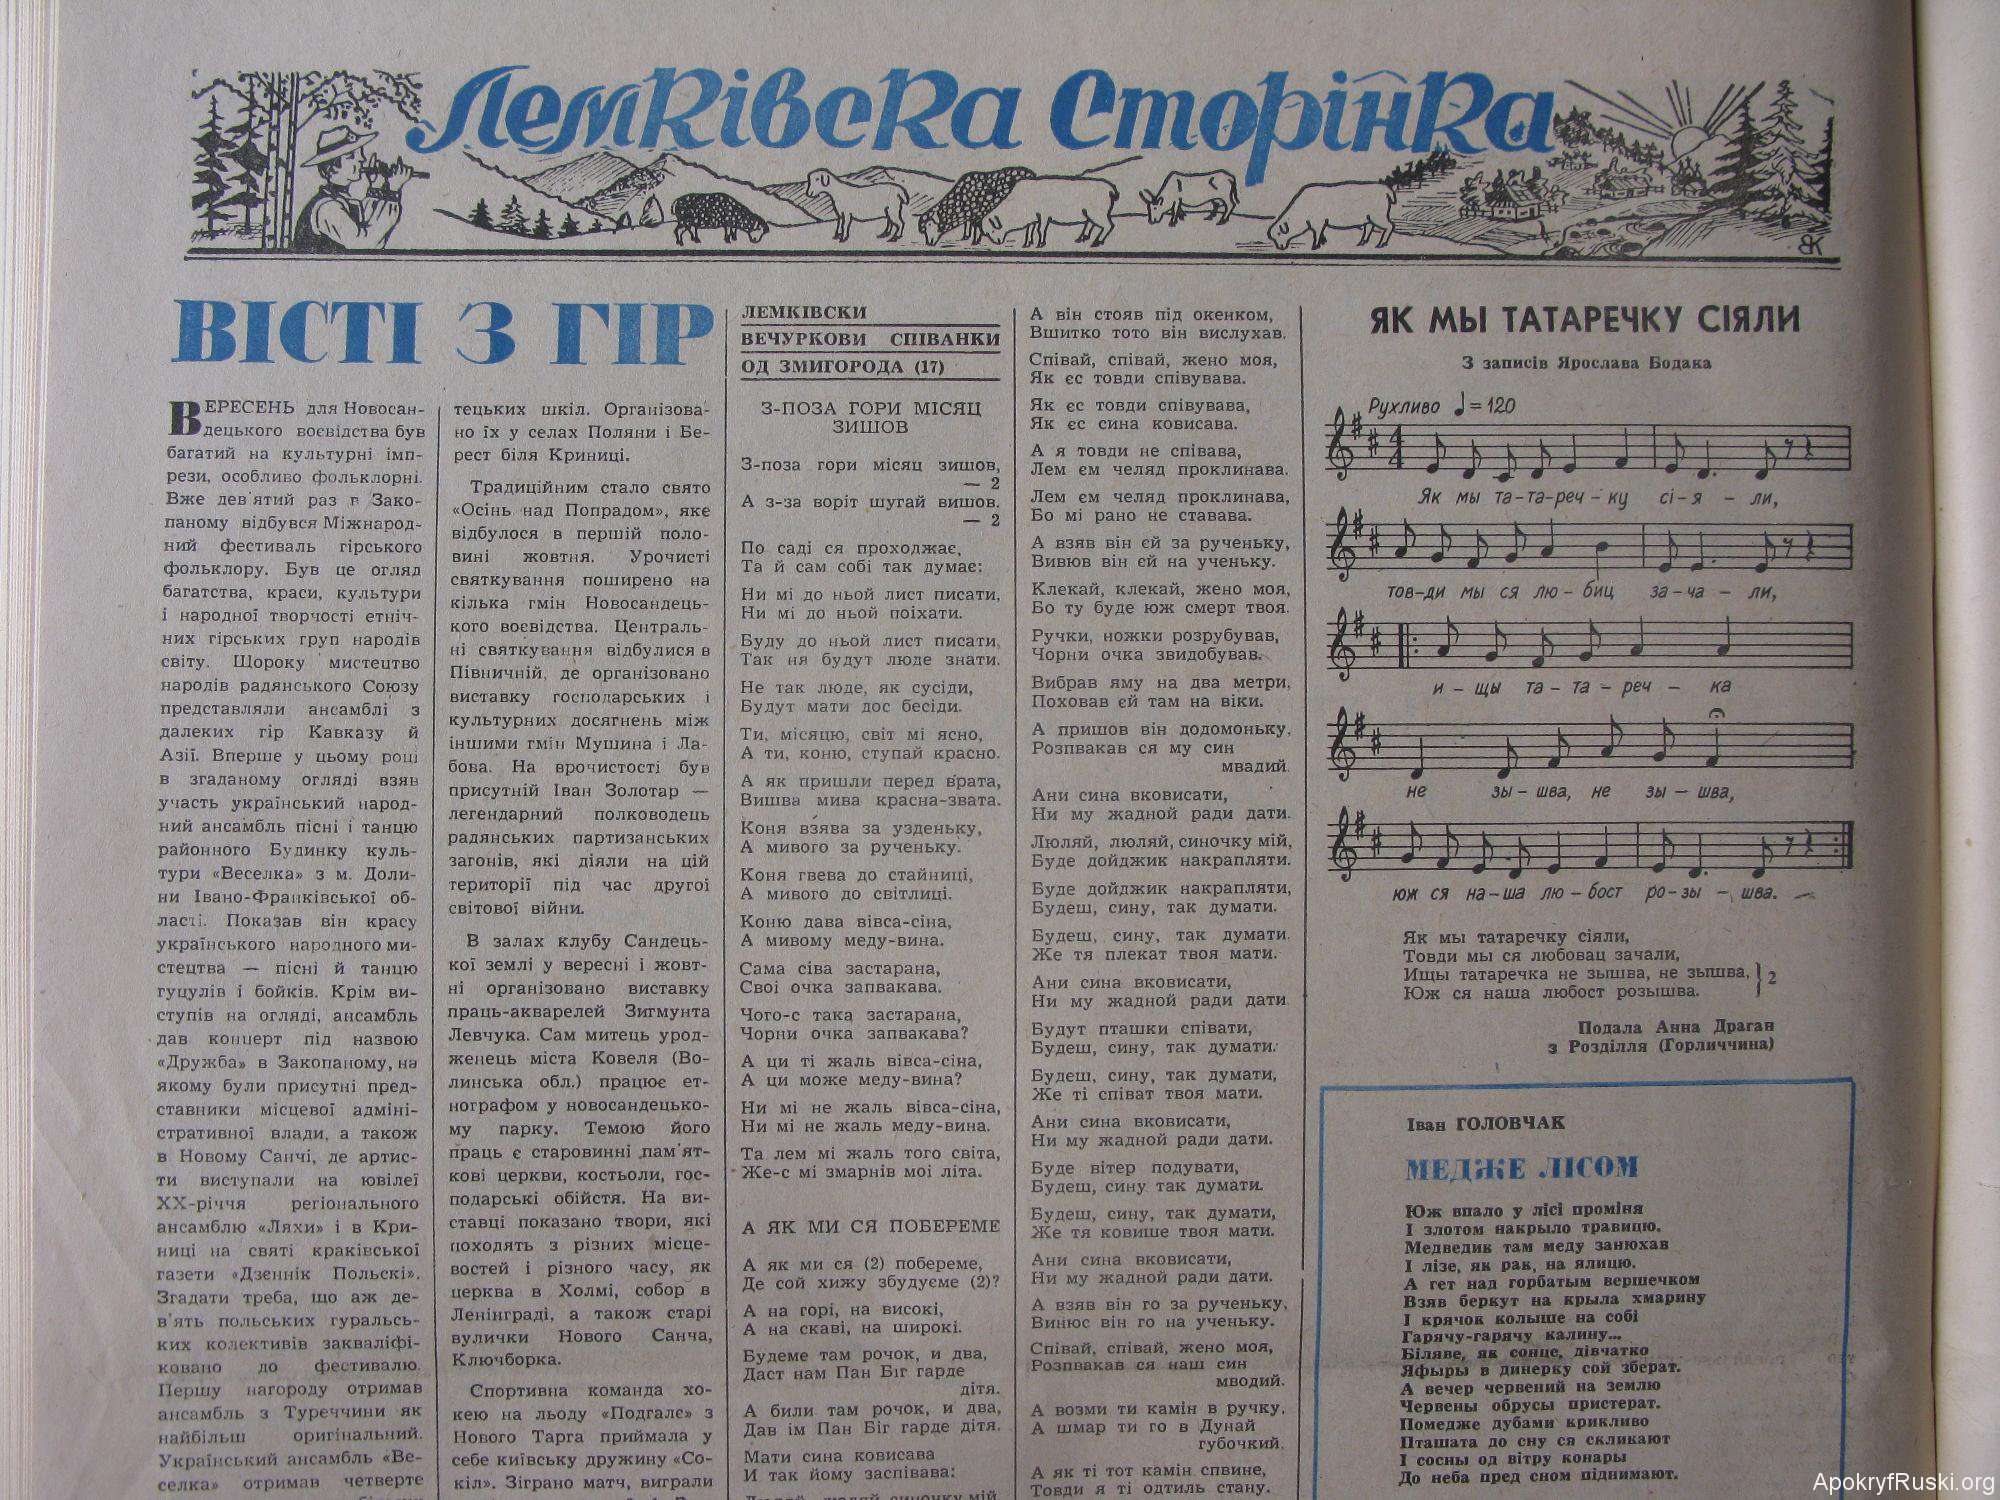 Лемківска Сторінка
ВК
ВІСТІ З ГІР
ВЕРЕСЕНЬ для Новосан-
децького воєвідства був
багатий на культурні імп-
рези, особливо фольклорні.
Вже дев'ятий раз в Зако-
паному відбувся Міжнарод-
ний фестиваль гірського
фольклору. Був це огляд
багатства, краси, культури
і народної творчості етніч-
них гірських груп народів
світу. Щороку мистецтво
народів радянського Союзу
представляли ансамблі з
далеких гір Кавказу й
Азії. Вперше у цьому році
в згаданому огляді взяв
участь український народ-
ний ансамбль пісні і танцю
районного Будинку куль-
тури «Веселка» з м. Доли-
ни Івано-Франківської об-
ласті. Показав він красу
українського народного ми-
стецтва — пісні й танцю
гуцулів і бойків. Крім ви-
ступів на огляді, ансамбль
дав концерт під назвою
«Дружба» в Закопаному, на
якому були присутні пред-
ставники місцевої адміні-
стративної влади, а також
в Новому Санчі, де артис-
ти виступали на ювілеї
ХХ-річчя регіонального
ансамблю «Ляхи» і в Кри-
ниці на святі краківської
газети «Дзеннік Польскі».
Згадати треба, що аж де-
в'ять польських гуральсь-
ких колективів закваліфі-
ковано до фестивалю.
Першу нагороду отримав
ансамбль з Туреччини як
найбільш оригінальний.
Український ансамбль «Ве-
селка» отримав четверте
тецьких шкіл. Організова-
но їх у селах Поляни і Бе-
рест біля Криниці.
Традиційним стало свято
«Осінь над Попрадом», яке
відбулося в першій поло-
вині жовтня. Урочисті
святкування поширено на
кілька гмін Новосандець-
кого воєвідства. Централь-
ні святкування відбулися в
Північній, де організовано
виставку господарських і
культурних досягнень між
іншими гмін Мушина і Ла-
бова. На врочистості був
присутній Іван Золотар —
легендарний полководець
радянських партизанських
загонів, які діяли на цій
території під час другої
світової війни.
В залах клубу Сандець-
кої землі у вересні і жовт-
ні організовано виставку
праць-акварелей Зигмунта
Левчука. Сам митець урод-
женець міста Ковеля (Во-
линська обл.) працює ет-
нографом у новосандецько-
му парку. Темою його
праць є старовинні пам'ят-
кові церкви, костьоли, гос-
подарські обійстя. На ви-
ставці показано твори, які
походять з різних місце-
востей і різного часу, як
церква в Холмі, собор в
Ленінграді, а також старі
вулички Нового Санча,
Ключборка.
Спортивна команда хо-
кею на льоду «Подгалє» з
Нового Тарга приймала у
себе київську дружину «Со-
кіл». Зіграно матч, виграли
ЛЕМКІВСКИ
ВЕЧУРКОВИ СПІВАНКИ
ОД ЗМИГОРОДА (17)
З-ПОЗА ГОРИ МІСЯЦ
ЗИШОВ
З-поза гори місяц зишов,
— 2
А з-за воріт шугай вишов.
— 2
По саді ся проходжає,
Та й сам собі так думає:
Ни мі до ньой лист писати,
Ни мі до ньой поїхати.
Буду до ньой лист писати,
Так ня будут люде знати.
Не так люде, як сусіди,
Будут мати дос бесіди.
Ти, місяцю, світ мі ясно,
А ти, коню, ступай красно.
А як пришли перед врата,
Вишва мива красна-звата.
Коня взява за узденьку,
А мивого за рученьку.
Коня гвева до стайниці,
А мивого до світлиці.
Коню дава вівса-сіна,
А мивому меду-вина.
Сама сіва застарана,
Свої очка запвакава.
Чого-с така застарана,
Чорни очка запвакава?
А ци ті жаль вівса-сіна,
А ци може меду-вина?
Ни мі не жаль вівса-сіна,
Ни мі не жаль меду-вина.
Та лем мі жаль того світа,
Же-с мі змарнів мої літа.
А ЯК МИ СЯ ПОБЕРЕМЕ
А як ми ся (2) побереме,
Де сой хижу збудуєме (2)?
А на горі, на високі,
А на скаві, на широкі.
Будеме там рочок, и два,
Даст нам Пан Біг гарде
дітя.
А били там рочок, и два,
Дав ім Пан Біг гарде дітя.
Мати сина ковисава
И так йому заспівава:
Люляй, люляй синочку мій,
А він стояв під окенком,
Вшитко тото він вислухав.
Співай, співай, жено моя,
Як єс товди співувава.
Як єс товди співувава,
Як єс сина ковисава.
А я товди не співава,
Лем єм челяд проклинава.
Лем єм челяд проклинава,
Бо мі рано не ставава.
А взяв він єй за рученьку,
Вивюв він єй на ученьку.
Клекай, клекай, жено моя,
Бо ту буде юж смерт твоя.
Ручки, ножки розрубував,
Чорни очка звидобував.
Вибрав яму на два метри,
Поховав єй там на віки.
А пришов він додомоньку,
Розпвакав ся му син
мвадий.
Ани сина вковисати,
Ни му жадной ради дати.
Люляй, люляй, синочку мій,
Буде дойджик накрапляти.
Буде дойджик накрапляти,
Будеш, сину, так думати.
Будеш, сину, так думати.
Же тя плекат твоя мати.
Ани сина вковисати,
Ни му жадной ради дати.
Будут пташки співати,
Будеш, сину, так думати.
Будеш, сину, так думати,
Же ті співат твоя мати.
Ани сина вковисати,
Ни му жадной ради дати.
Буде вітер подувати,
Будеш, сину так думати.
Будеш, сину, так думати,
Же тя ковише твоя мати.
Ани сина вковисати,
Ни му жадной ради дати.
А взяв він го за рученьку,
Винюс він го на ученьку.
Співай, співай, жено моя,
Розпвакав ся наш син
мводий.
А возми ти камін в ручку,
А шмар ти го в Дунай
губочкий.
А як ті тот камін спвине,
Товди я ті одтиль стану.
ЯК МЫ ТАТАРЕЧКУ СІЯЛИ
З записів Ярослава Бодака
Рухливо ♩= 120
4
4
Як мы та-та-реч-ку сі-я-ли,
тов-ди мы ся лю-биц за-ча-ли,
и-щы та-та-реч-ка
не зы-шва, не зы-шва,
юж ся на-ша лю-бост ро-зы-шва.
Як мы татаречку сіяли,
Товди мы ся любовац зачали,
Ищы татаречка не зышва, не зышва, } 2
Юж ся наша любост розышва.
Подала Анна Драган
з Розділля (Горличчина)
Іван ГОЛОВЧАК
МЕДЖЕ ЛІСОМ
Юж впало у лісі проміня
І злотом накрыло травицю.
Медведик там меду занюхав
І лізе, як рак, на ялицю.
А гет над горбатым вершечком
Взяв беркут на крыла хмарину
І крячок колыше на собі
Гарячу-гарячу калину...
Біляве, як сонце, дівчатко
Яфыры в динерку сой зберат.
А вечер червений на землю
Червены обрусы пристерат.
Помедже дубами крикливо
Пташата до сну ся скликают
І сосны од вітру конары
До неба пред сном піднимают.
ApokryfRuski.org